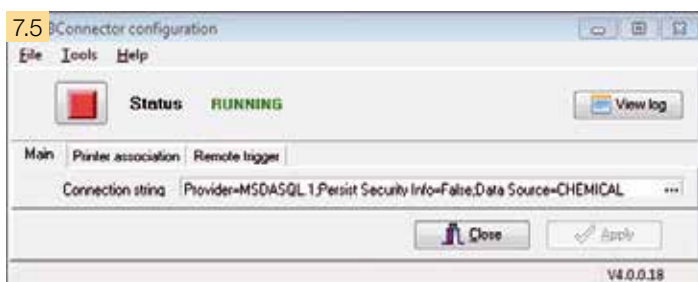 7.5 BConnector configuration
File Tools Help
Status RUNNING View log
Main Printer association Remote trigger
Connection string Provider=MSDASQL.1;Persist Security Info=False;Data Source=CHEMICAL ...
Close Apply
V4.0.0.18